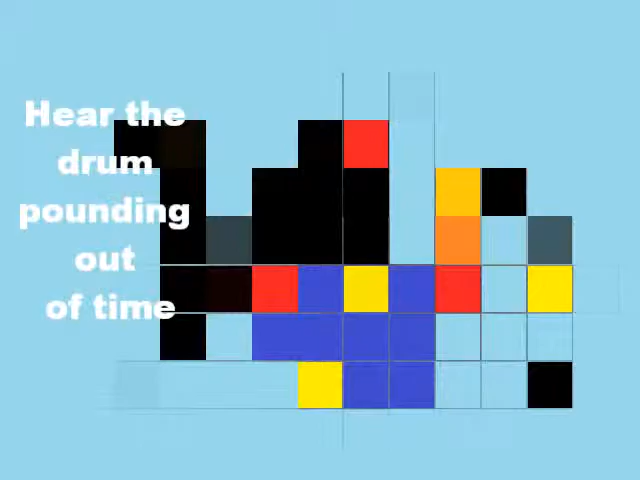 Hear the
drum
pounding
out
of time